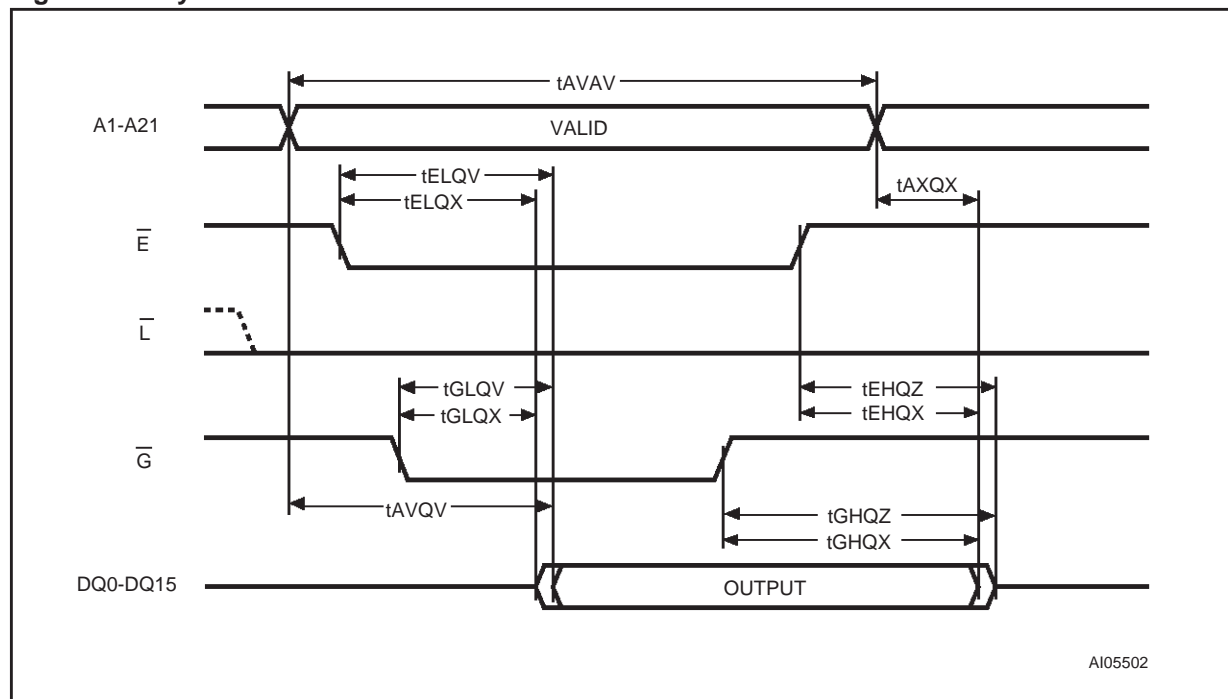 tAVAV
A1-A21
VALID
tELQV
tAXQX
tELQX
E
L
tGLQV
tEHQZ
tGLQX
tEHQX
G
tAVQV
tGHQZ
tGHQX
DQ0-DQ15
OUTPUT
AI05502